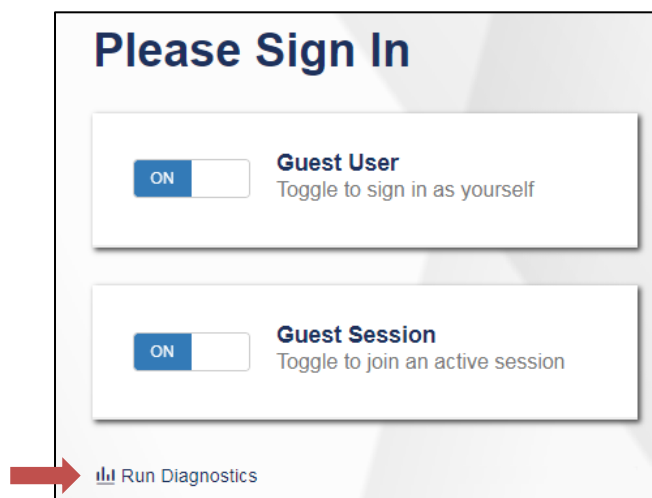 Please Sign In
ON
Guest User
Toggle to sign in as yourself
ON
Guest Session
Toggle to join an active session
Run Diagnostics